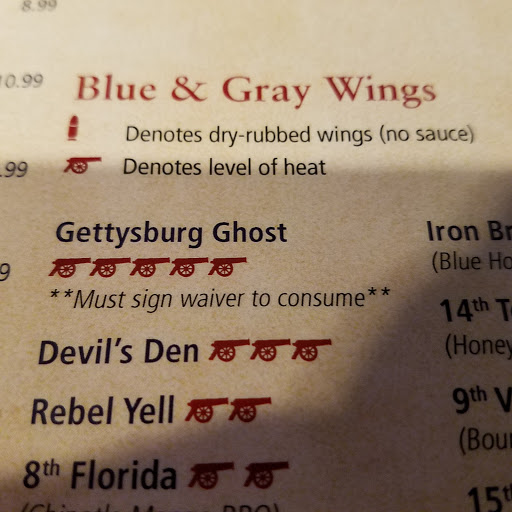 8.99
10.99
Blue & Gray Wings
Denotes dry-rubbed wings (no sauce)
.99
Denotes level of heat
Gettysburg Ghost
9
**Must sign waiver to consume**
Devil's Den
Rebel Yell
8th Florida
Iron Br
(Blue Ho
14th T
(Honey
9th V
(Bour
15t